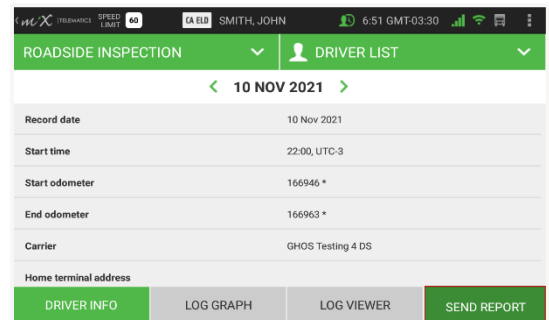 miX TELEMATICS SPEED LIMIT 60 CA ELD SMITH, JOHN 6:51 GMT-03:30
ROADSIDE INSPECTION DRIVER LIST
10 NOV 2021
Record date 10 Nov 2021
Start time 22:00, UTC-3
Start odometer 166946 *
End odometer 166963 *
Carrier GHOS Testing 4 DS
Home terminal address
DRIVER INFO LOG GRAPH LOG VIEWER SEND REPORT